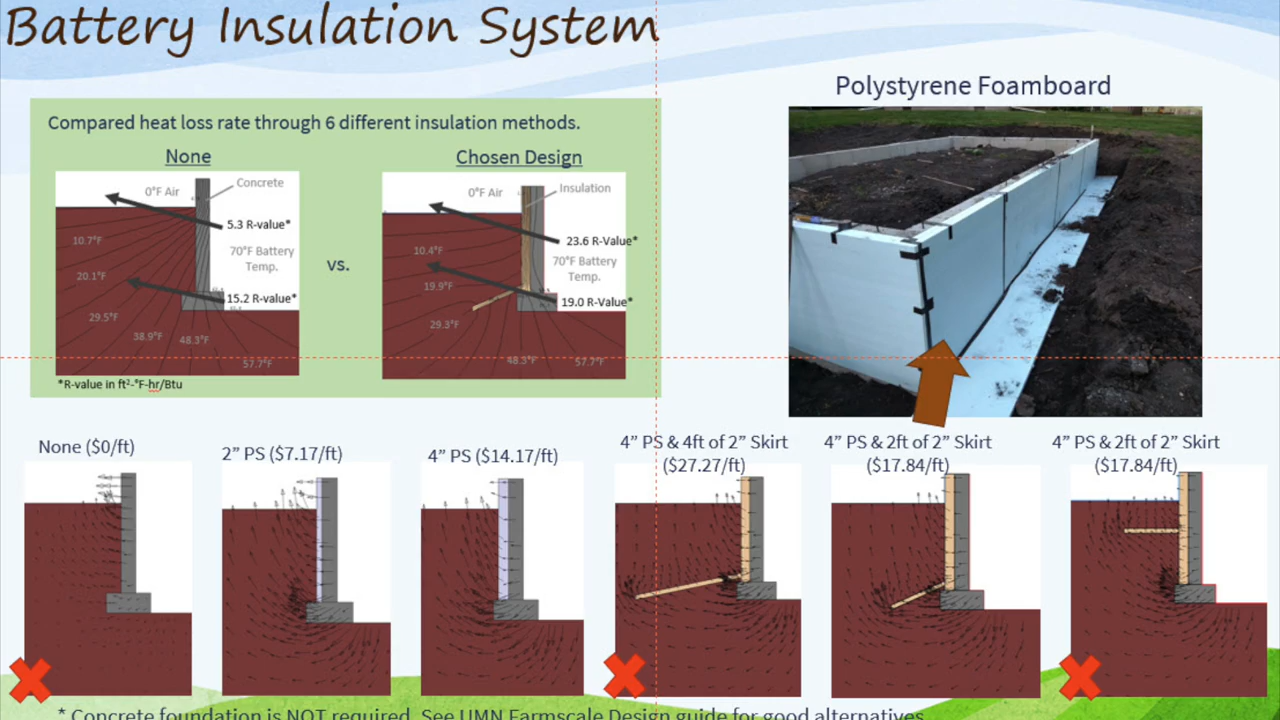 Battery Insulation System
Polystyrene Foamboard
Compared heat loss rate through 6 different insulation methods.
None
Chosen Design
0°F Air
Concrete
5.3 R-value*
10.7°F
70°F Battery
Temp.
20.1°F
15.2 R-value*
29.5°F
38.9°F
48.3°F
57.7°F
vs.
0°F Air
Insulation
23.6 R-Value*
10.4°F
70°F Battery
Temp.
19.9°F
19.0 R-Value*
29.3°F
48.3°F
57.7°F
*R-value in ft²-°F-hr/Btu
None ($0/ft)
2” PS ($7.17/ft)
4” PS ($14.17/ft)
4” PS & 4ft of 2” Skirt
($27.27/ft)
4” PS & 2ft of 2” Skirt
($17.84/ft)
4” PS & 2ft of 2” Skirt
($17.84/ft)
* Concrete foundation is NOT required. See UMN Farmscale Design guide for good alternatives